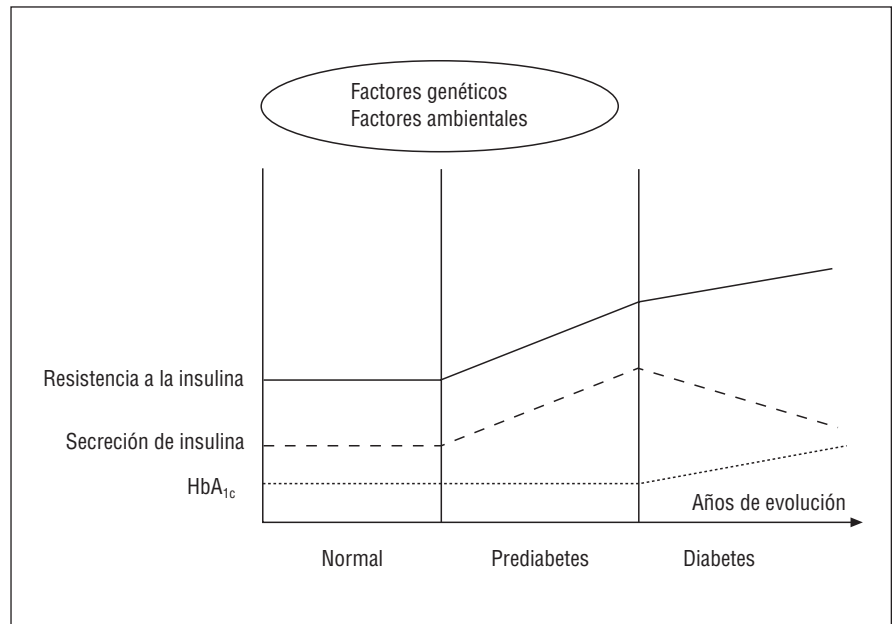 Factores genéticos
Factores ambientales
Resistencia a la insulina
Secreción de insulina
HbA1c
Años de evolución
Normal Prediabetes Diabetes